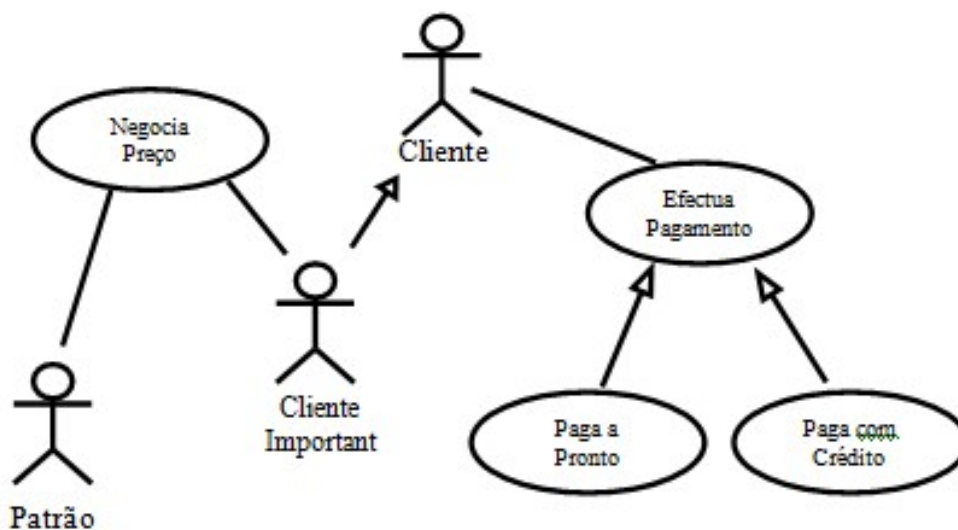 Negocia
Preço
Cliente
Efectua
Pagamento
Cliente
Important
Paga a
Pronto
Paga com
Crédito
Patrão